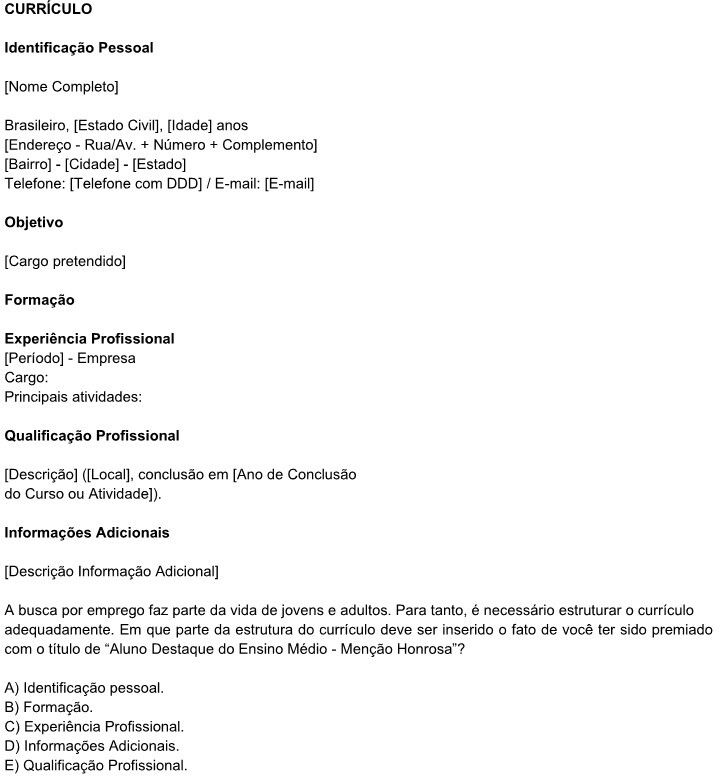 CURRÍCULO
Identificação Pessoal
[Nome Completo]
Brasileiro, [Estado Civil], [Idade] anos
[Endereço - Rua/Av. + Número + Complemento]
[Bairro] - [Cidade] - [Estado]
Telefone: [Telefone com DDD] / E-mail: [E-mail]
Objetivo
[Cargo pretendido]
Formação
Experiência Profissional
[Período] - Empresa
Cargo:
Principais atividades:
Qualificação Profissional
[Descrição] ([Local], conclusão em [Ano de Conclusão
do Curso ou Atividade]).
Informações Adicionais
[Descrição Informação Adicional]
A busca por emprego faz parte da vida de jovens e adultos. Para tanto, é necessário estruturar o currículo
adequadamente. Em que parte da estrutura do currículo deve ser inserido o fato de você ter sido premiado
com o título de “Aluno Destaque do Ensino Médio - Menção Honrosa”?
A) Identificação pessoal.
B) Formação.
C) Experiência Profissional.
D) Informações Adicionais.
E) Qualificação Profissional.